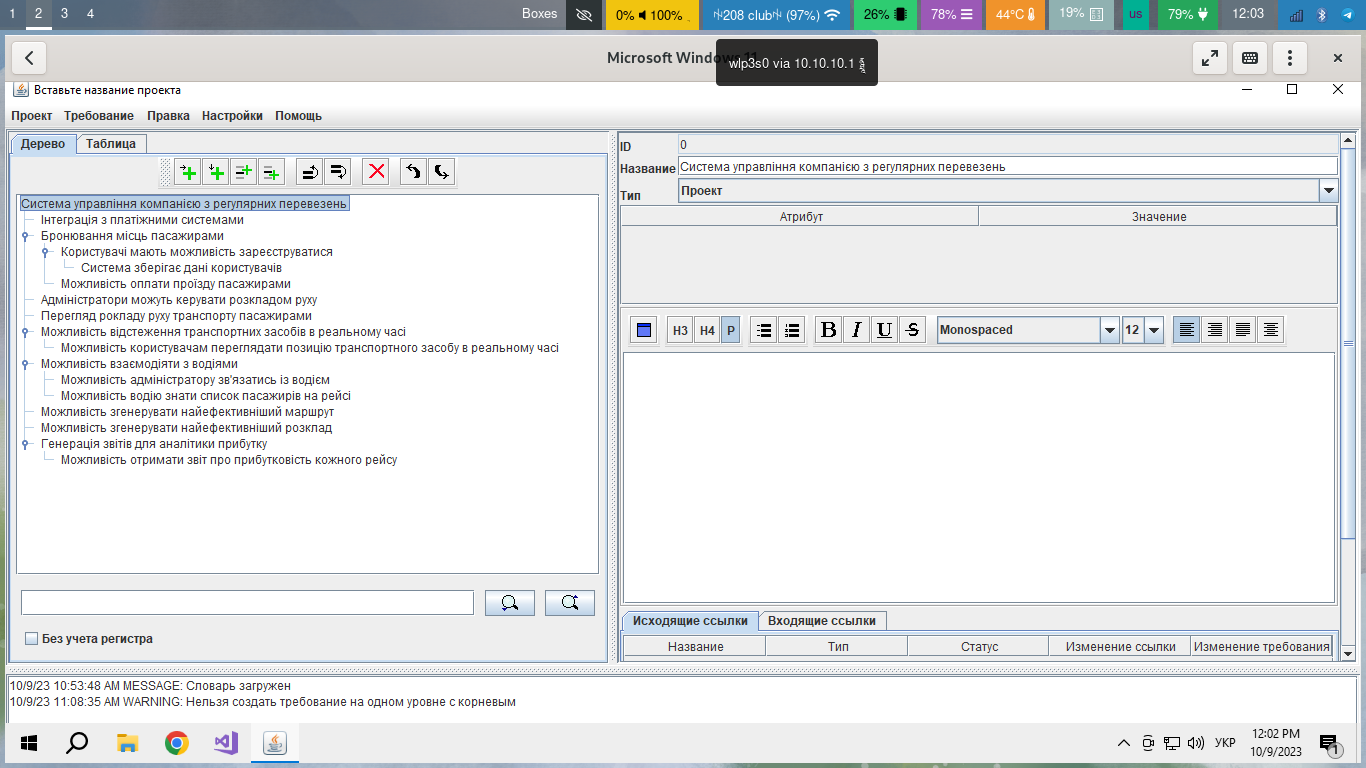 1 2 3 4 Boxes 0% 100% 208 club (97%) 26% 78% 44°C 19% us 79% 12:03
Microsoft Windows 11
wlp3s0 via 10.10.10.1
Вставьте название проекта
Проект Требование Правка Настройки Помощь
Дерево Таблица
Система управління компанією з регулярних перевезень
Інтеграція з платіжними системами
Бронювання місць пасажирами
Користувачі мають можливість зареєструватися
Система зберігає дані користувачів
Можливість оплати проїзду пасажирами
Адміністратори можуть керувати розкладом руху
Перегляд рокладу руху транспорту пасажирами
Можливість відстеження транспортних засобів в реальному часі
Можливість користувачам переглядати позицію транспортного засобу в реальному часі
Можливість взаємодіяти з водіями
Можливість адміністратору зв'язатись із водієм
Можливість водію знати список пасажирів на рейсі
Можливість згенерувати найефективніший маршрут
Можливість згенерувати найефективніший розклад
Генерація звітів для аналітики прибутку
Можливість отримати звіт про прибутковість кожного рейсу
Без учета регистра
ID 0
Название Система управління компанією з регулярних перевезень
Тип Проект
Атрибут Значение
H3 H4 P B I U S Monospaced 12
Исходящие ссылки Входящие ссылки
Название Тип Статус Изменение ссылки Изменение требования
10/9/23 10:53:48 AM MESSAGE: Словарь загружен
10/9/23 11:08:35 AM WARNING: Нельзя создать требование на одном уровне с корневым
УКР 12:02 PM
10/9/2023 1